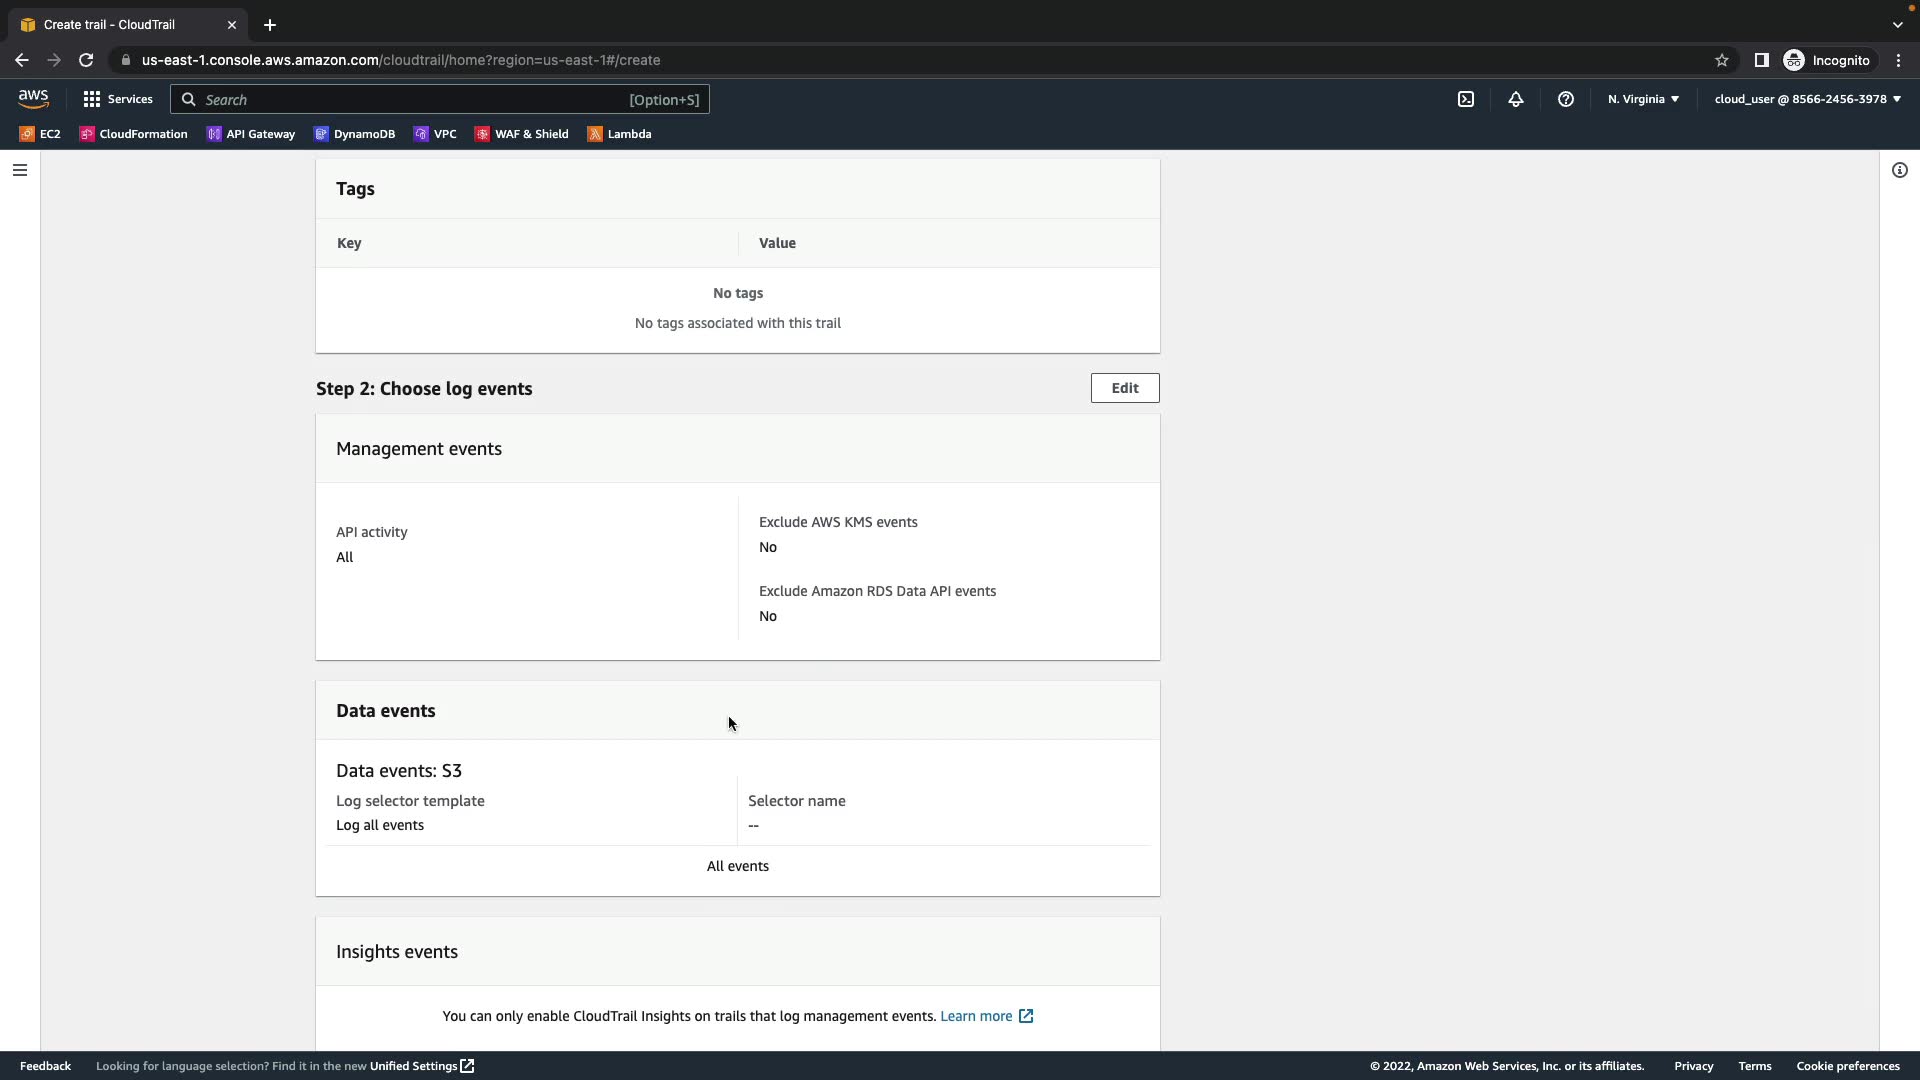 Create trail - CloudTrail
us-east-1.console.aws.amazon.com/cloudtrail/home?region=us-east-1#/create
Incognito
aws
Services
Search
[Option+S]
N. Virginia
cloud_user @ 8566-2456-3978
EC2
CloudFormation
API Gateway
DynamoDB
VPC
WAF & Shield
Lambda
Tags
Key
Value
No tags
No tags associated with this trail
Step 2: Choose log events
Edit
Management events
API activity
All
Exclude AWS KMS events
No
Exclude Amazon RDS Data API events
No
Data events
Data events: S3
Log selector template
Log all events
Selector name
--
All events
Insights events
You can only enable CloudTrail Insights on trails that log management events. Learn more
Feedback
Looking for language selection? Find it in the new Unified Settings
© 2022, Amazon Web Services, Inc. or its affiliates.
Privacy
Terms
Cookie preferences